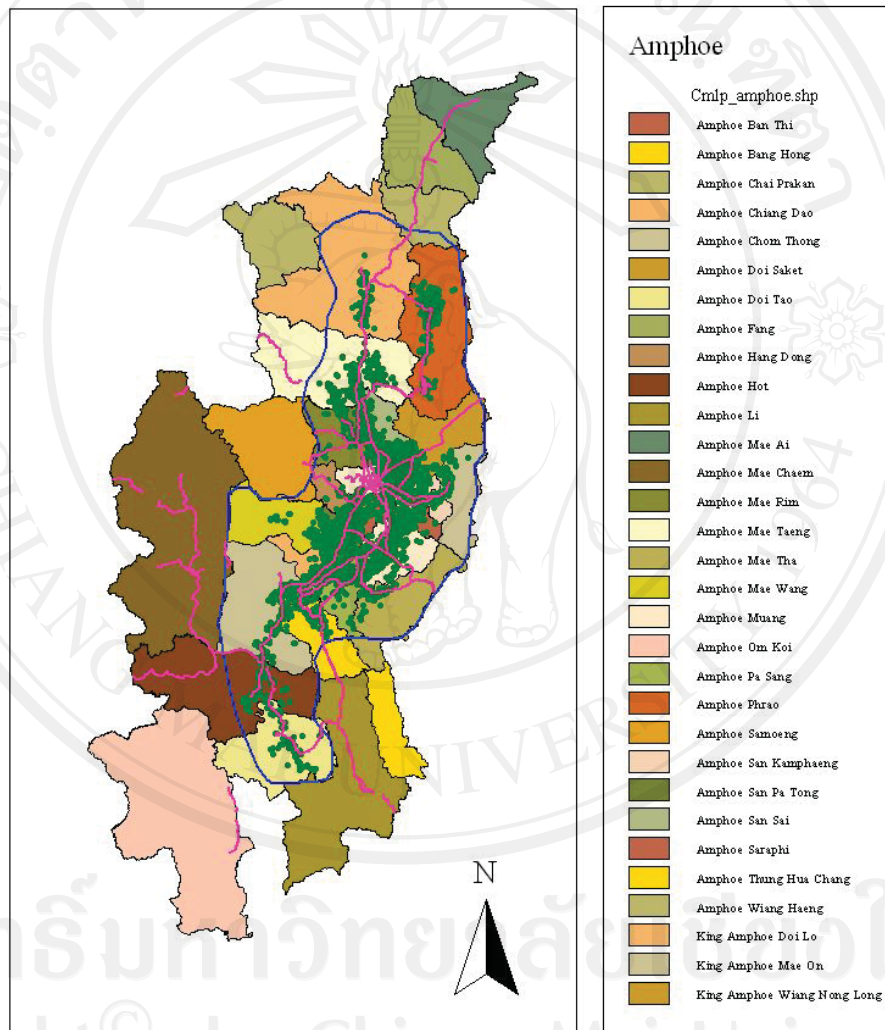 Amphoe
Cmlp_amphoe.shp
Amphoe Ban Thi
Amphoe Bang Hong
Amphoe Chai Prakan
Amphoe Chiang Dao
Amphoe Chom Thong
Amphoe Doi Saket
Amphoe Doi Tao
Amphoe Fang
Amphoe Hang Dong
Amphoe Hot
Amphoe Li
Amphoe Mae Ai
Amphoe Mae Chaem
Amphoe Mae Rim
Amphoe Mae Taeng
Amphoe Mae Tha
Amphoe Mae Wang
Amphoe Muang
Amphoe Om Koi
Amphoe Pa Sang
Amphoe Phrao
Amphoe Samoeng
Amphoe San Kamphaeng
Amphoe San Pa Tong
Amphoe San Sai
Amphoe Saraphi
Amphoe Thung Hua Chang
Amphoe Wiang Haeng
King Amphoe Doi Lo
King Amphoe Mae On
King Amphoe Wiang Nong Long
N